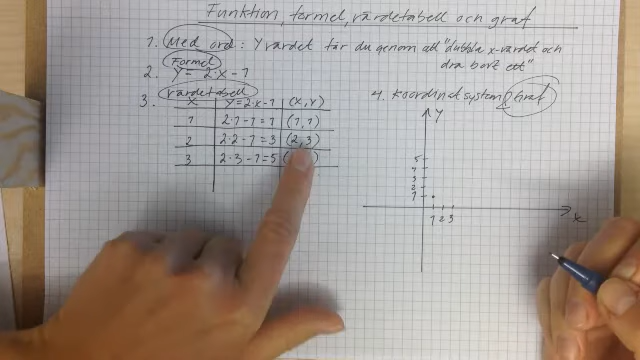 Funktion, formel, värdetabell och graf
1. Med ord: Y värdet får du genom att "dubbla x-värdet och
dra bort ett"
Formel
2. Y = 2·x - 1
värdetabell
3. X Y=2·x-1 (x,Y)
1 2·1-1=1 (1,1)
2 2·2-1=3 (2,3)
3 2·3-1=5 (
4. Koordinatsystem & Graf
Y
5
4
3
2
1
1 2 3
x